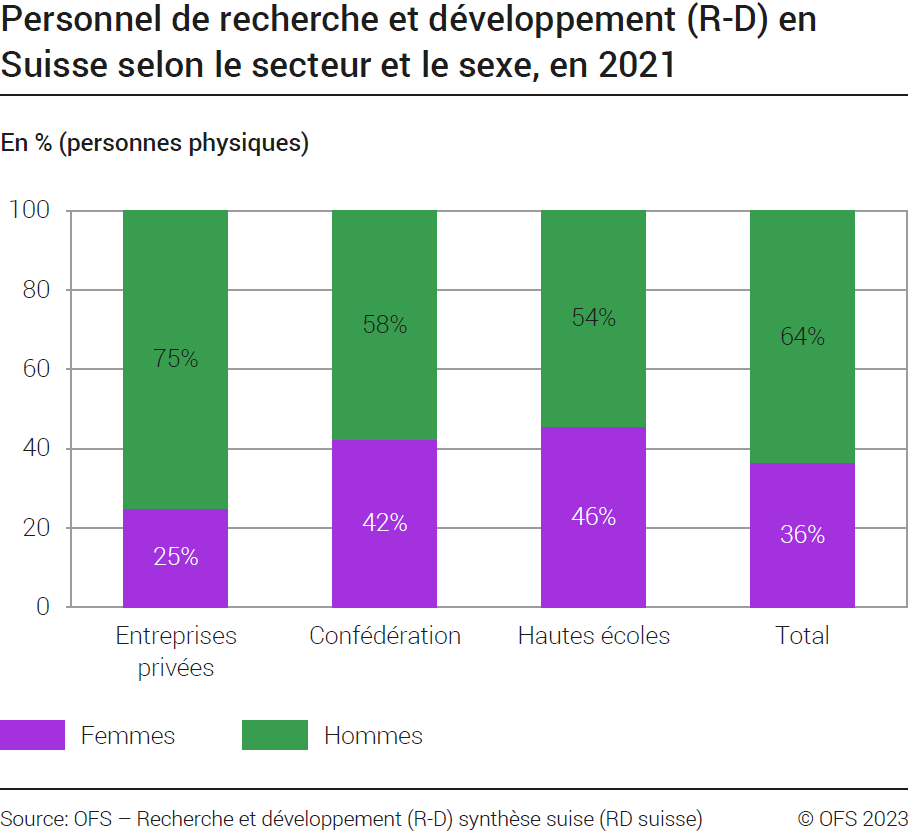 Personnel de recherche et développement (R-D) en
Suisse selon le secteur et le sexe, en 2021
En % (personnes physiques)
100
80
60
40
20
0
75%
58%
54%
64%
25%
42%
46%
36%
Entreprises
privées
Confédération
Hautes écoles
Total
Femmes
Hommes
Source: OFS – Recherche et développement (R-D) synthèse suise (RD suisse)
© OFS 2023